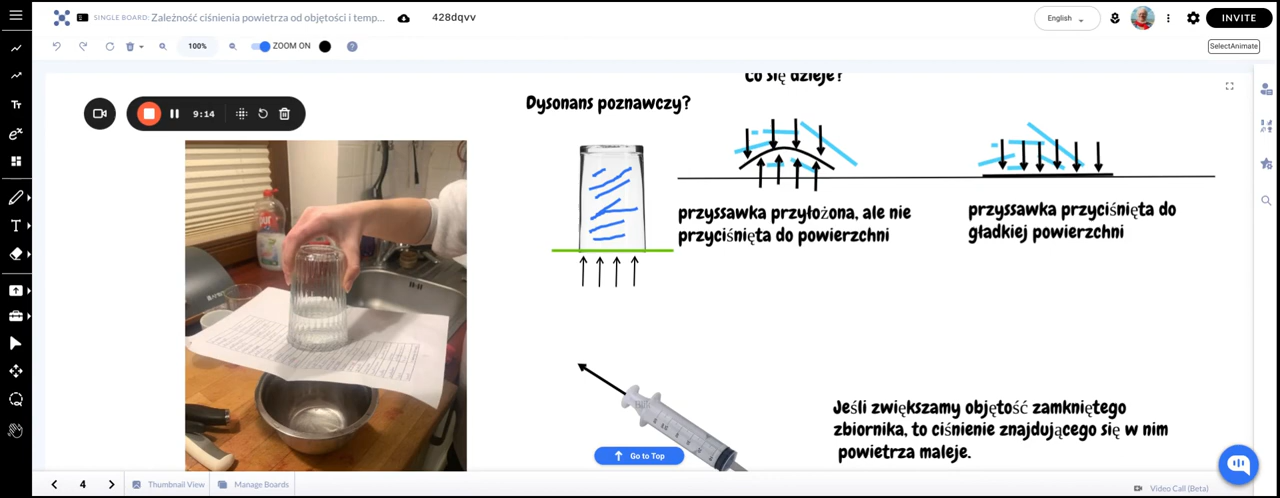 SINGLE BOARD: Zależność ciśnienia powietrza od objętości i temp...
428dqvv
English
INVITE
100%
ZOOM ON
SelectAnimate
9:14
Co się dzieje?
Dysonans poznawczy?
przyssawka przyłożona, ale nie
przyciśnięta do powierzchni
przyssawka przyciśnięta do
gładkiej powierzchni
Jeśli zwiększamy objętość zamkniętego
zbiornika, to ciśnienie znajdującego się w nim
powietrza maleje.
Go to Top
4
Thumbnail View
Manage Boards
Video Call (Beta)